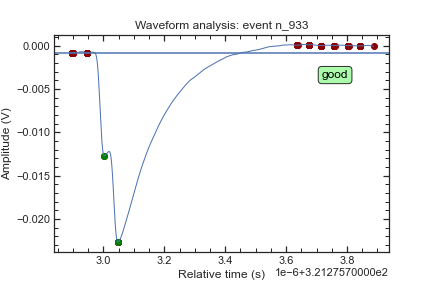 Waveform analysis: event n_933
0.000
−0.005
−0.010
−0.015
−0.020
Amplitude (V)
good
3.0
3.2
3.4
3.6
3.8
Relative time (s)
1e−6+3.2127570000e2